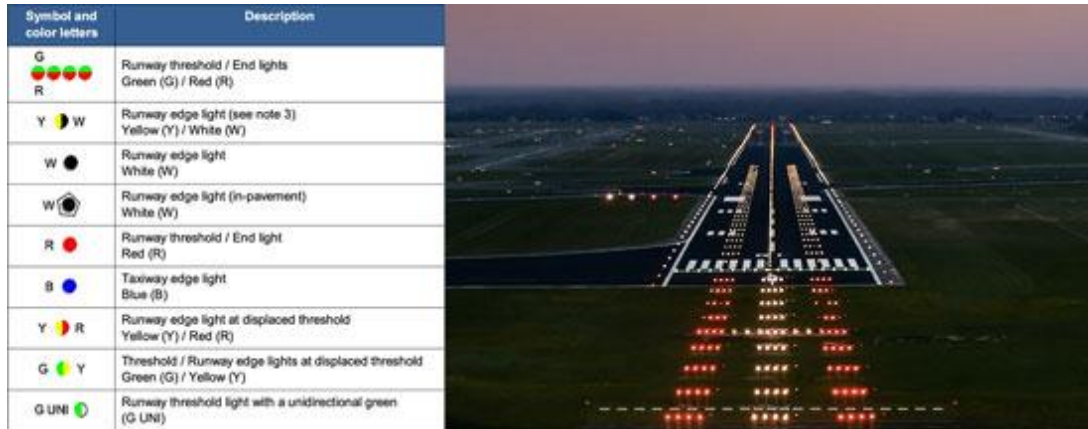 Symbol and
color letters
Description
G
R
Runway threshold / End lights
Green (G) / Red (R)
Y W
Runway edge light (see note 3)
Yellow (Y) / White (W)
W
Runway edge light
White (W)
W
Runway edge light (in-pavement)
White (W)
R
Runway threshold / End light
Red (R)
B
Taxiway edge light
Blue (B)
Y R
Runway edge light at displaced threshold
Yellow (Y) / Red (R)
G Y
Threshold / Runway edge lights at displaced threshold
Green (G) / Yellow (Y)
G UNI
Runway threshold light with a unidirectional green
(G UNI)